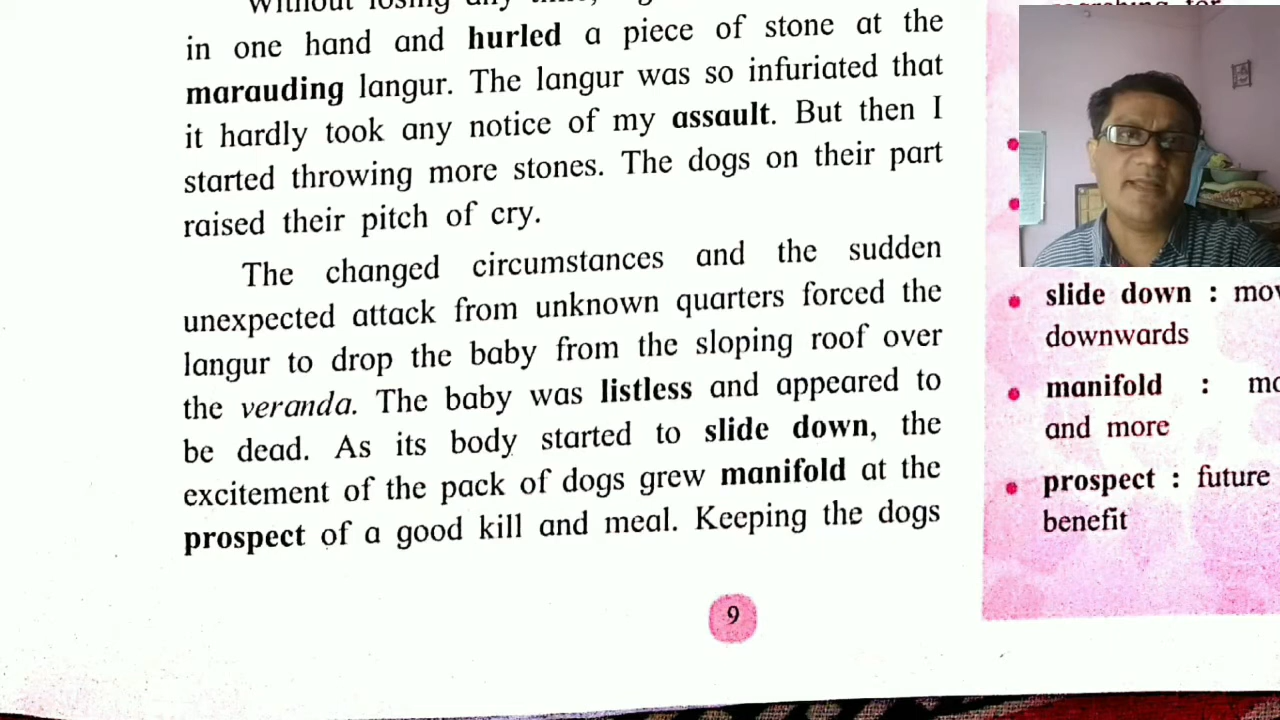 Without losing any
in one hand and hurled a piece of stone at the
marauding langur. The langur was so infuriated that
it hardly took any notice of my assault. But then I
started throwing more stones. The dogs on their part
raised their pitch of cry.
The changed circumstances and the sudden
unexpected attack from unknown quarters forced the
langur to drop the baby from the sloping roof over
the veranda. The baby was listless and appeared to
be dead. As its body started to slide down, the
excitement of the pack of dogs grew manifold at the
prospect of a good kill and meal. Keeping the dogs
9
searching for
slide down : mov
downwards
manifold : mo
and more
prospect : future
benefit